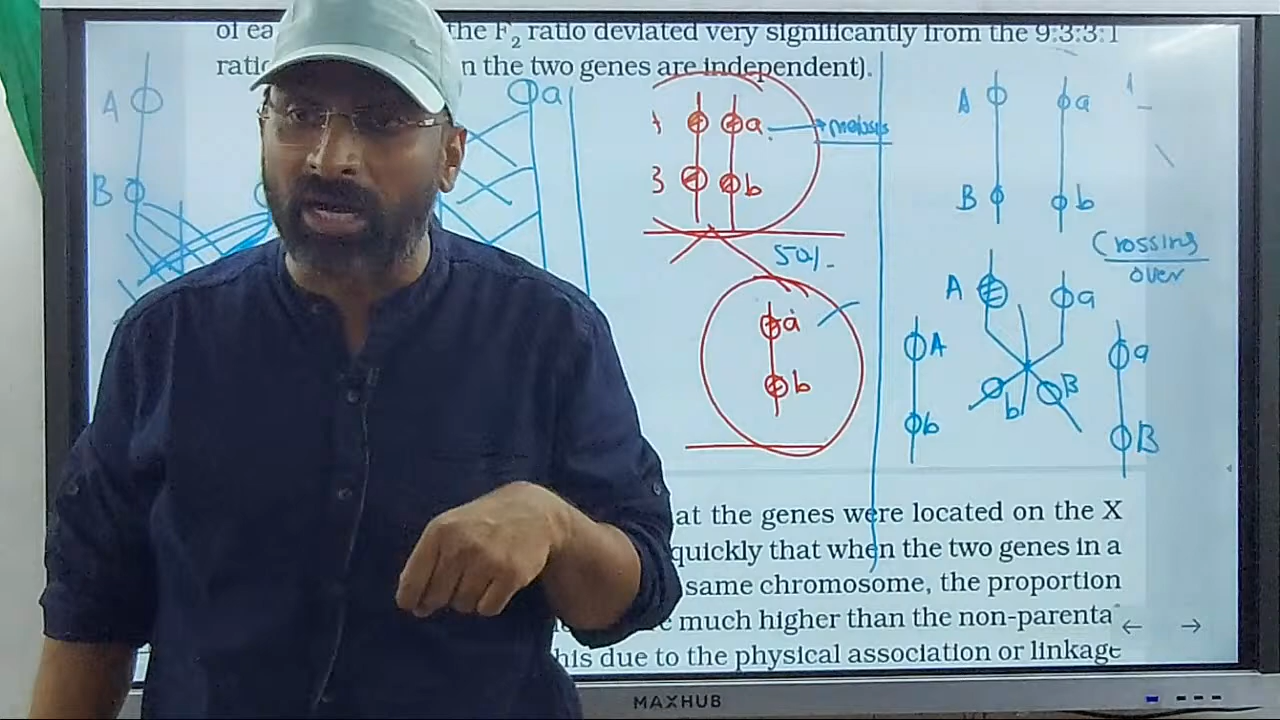 of ea
the F2 ratio deviated very significantly from the 9:3:3:1
ratio
n the two genes are independent).
A
B
a
a
b
meiosis
50%
a
b
A
a
B
b
Crossing
over
A
a
b
B
A
b
a
B
at the genes were located on the X
quickly that when the two genes in a
same chromosome, the proportion
e much higher than the non-parenta
his due to the physical association or linkage
MAXHUB